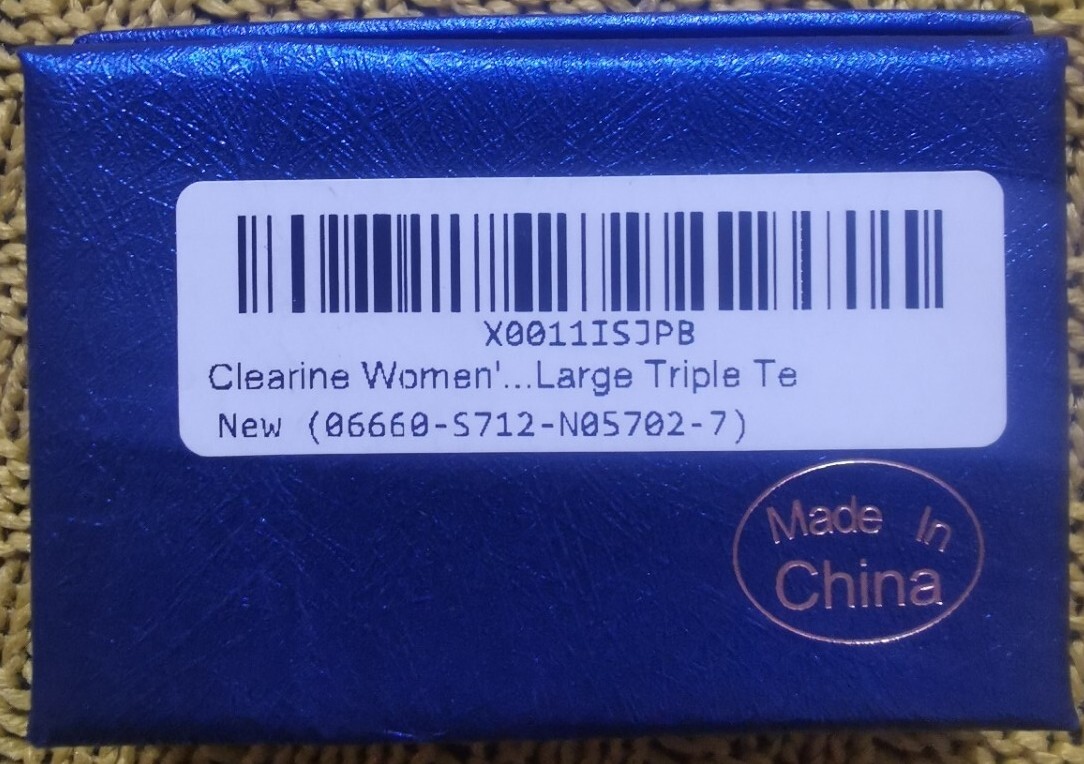 X0011ISJPB
Clearine Women'...Large Triple Te
New (06660-S712-N05702-7)
Made In
China